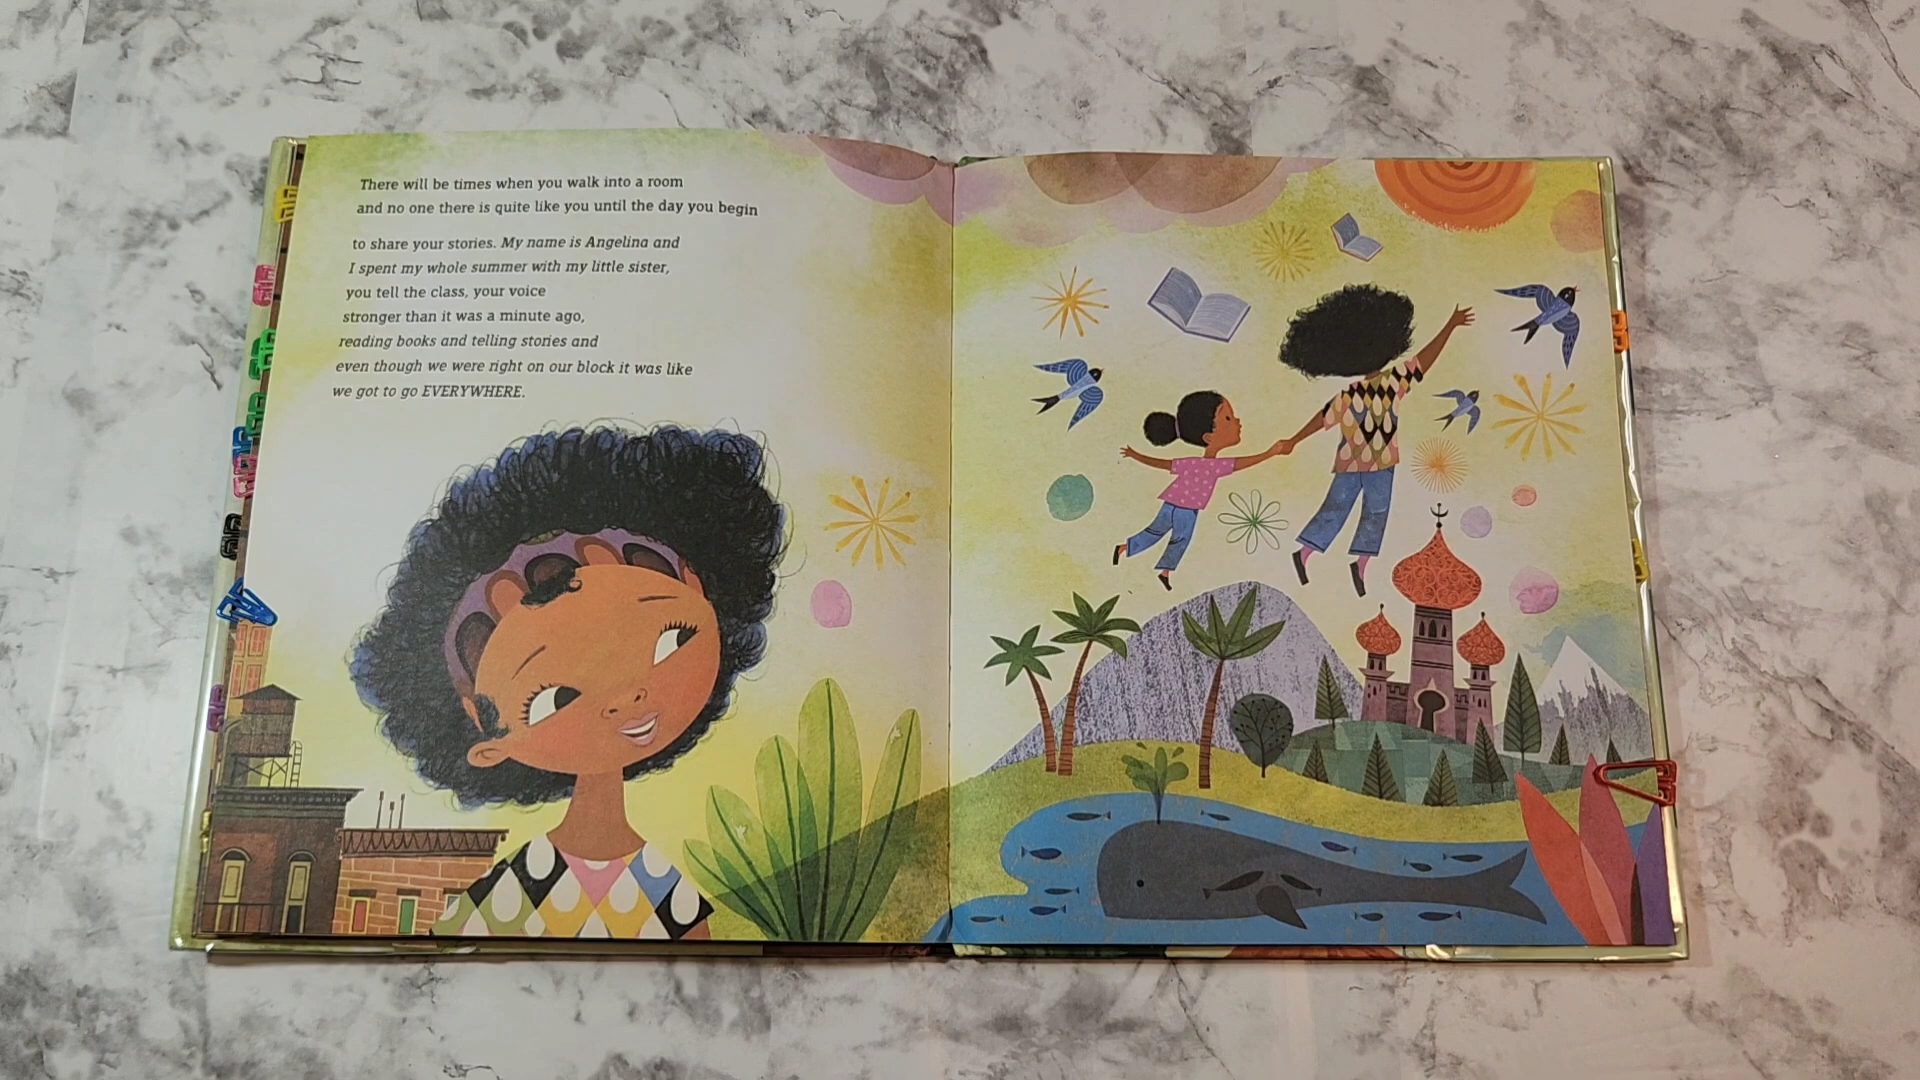 There will be times when you walk into a room
and no one there is quite like you until the day you begin
to share your stories. My name is Angelina and
I spent my whole summer with my little sister,
you tell the class, your voice
stronger than it was a minute ago,
reading books and telling stories and
even though we were right on our block it was like
we got to go EVERYWHERE.